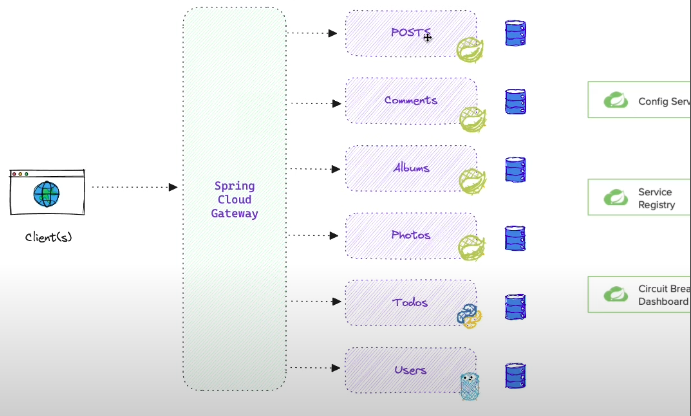 POSTS
Comments
Config Serv
Albums
Spring
Cloud
Gateway
Service
Registry
Client(s)
Photos
Todos
Circuit Brea
Dashboard
Users